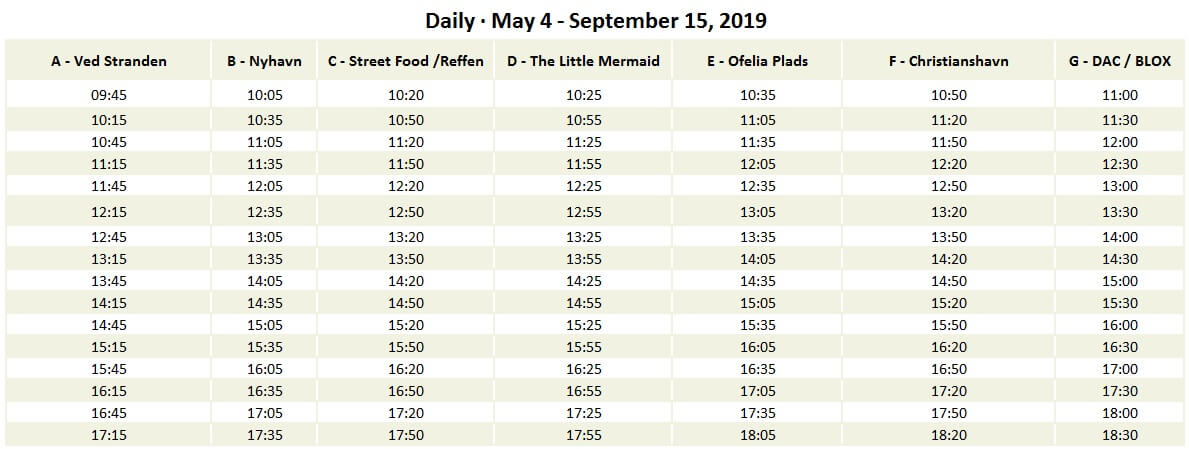 Daily · May 4 - September 15, 2019
A - Ved Stranden B - Nyhavn C - Street Food /Reffen D - The Little Mermaid E - Ofelia Plads F - Christianshavn G - DAC / BLOX
09:45 10:05 10:20 10:25 10:35 10:50 11:00
10:15 10:35 10:50 10:55 11:05 11:20 11:30
10:45 11:05 11:20 11:25 11:35 11:50 12:00
11:15 11:35 11:50 11:55 12:05 12:20 12:30
11:45 12:05 12:20 12:25 12:35 12:50 13:00
12:15 12:35 12:50 12:55 13:05 13:20 13:30
12:45 13:05 13:20 13:25 13:35 13:50 14:00
13:15 13:35 13:50 13:55 14:05 14:20 14:30
13:45 14:05 14:20 14:25 14:35 14:50 15:00
14:15 14:35 14:50 14:55 15:05 15:20 15:30
14:45 15:05 15:20 15:25 15:35 15:50 16:00
15:15 15:35 15:50 15:55 16:05 16:20 16:30
15:45 16:05 16:20 16:25 16:35 16:50 17:00
16:15 16:35 16:50 16:55 17:05 17:20 17:30
16:45 17:05 17:20 17:25 17:35 17:50 18:00
17:15 17:35 17:50 17:55 18:05 18:20 18:30